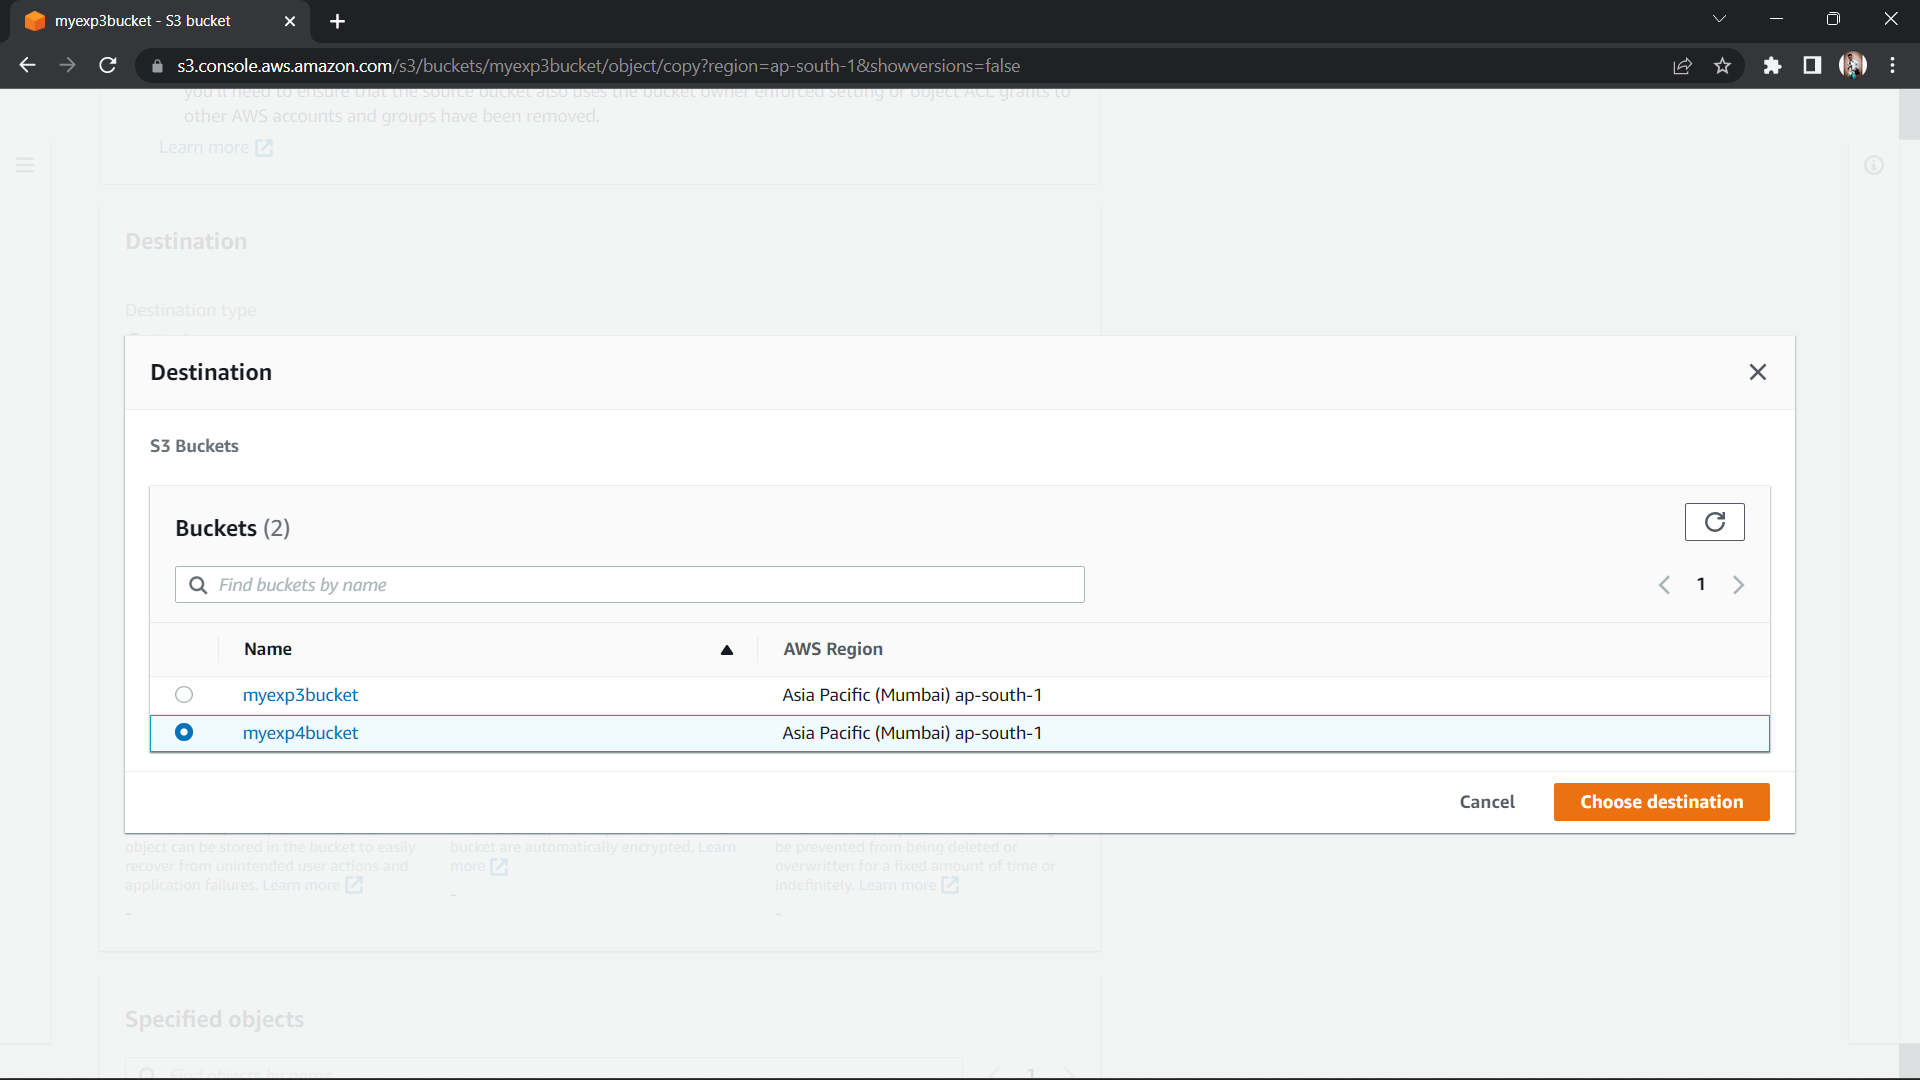 myexp3bucket - S3 bucket
s3.console.aws.amazon.com/s3/buckets/myexp3bucket/object/copy?region=ap-south-1&showversions=false
you'll need to ensure that the source bucket also uses the bucket owner enforced setting or object ACL grants to
other AWS accounts and groups have been removed.
Learn more
Destination
Destination type
Destination
S3 Buckets
Buckets (2)
Find buckets by name
1
Name
AWS Region
myexp3bucket
Asia Pacific (Mumbai) ap-south-1
myexp4bucket
Asia Pacific (Mumbai) ap-south-1
Cancel
Choose destination
object can be stored in the bucket to easily
recover from unintended user actions and
application failures. Learn more
-
bucket are automatically encrypted. Learn
more
-
be prevented from being deleted or
overwritten for a fixed amount of time or
indefinitely. Learn more
-
Specified objects
Find objects by name
1